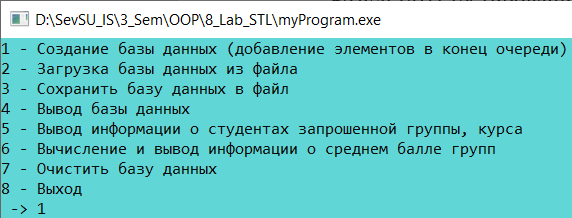 D:\SevSU_IS\3_Sem\OOP\8_Lab_STL\myProgram.exe
1 - Создание базы данных (добавление элементов в конец очереди)
2 - Загрузка базы данных из файла
3 - Сохранить базу данных в файл
4 - Вывод базы данных
5 - Вывод информации о студентах запрошенной группы, курса
6 - Вычисление и вывод информации о среднем балле групп
7 - Очистить базу данных
8 - Выход
-> 1